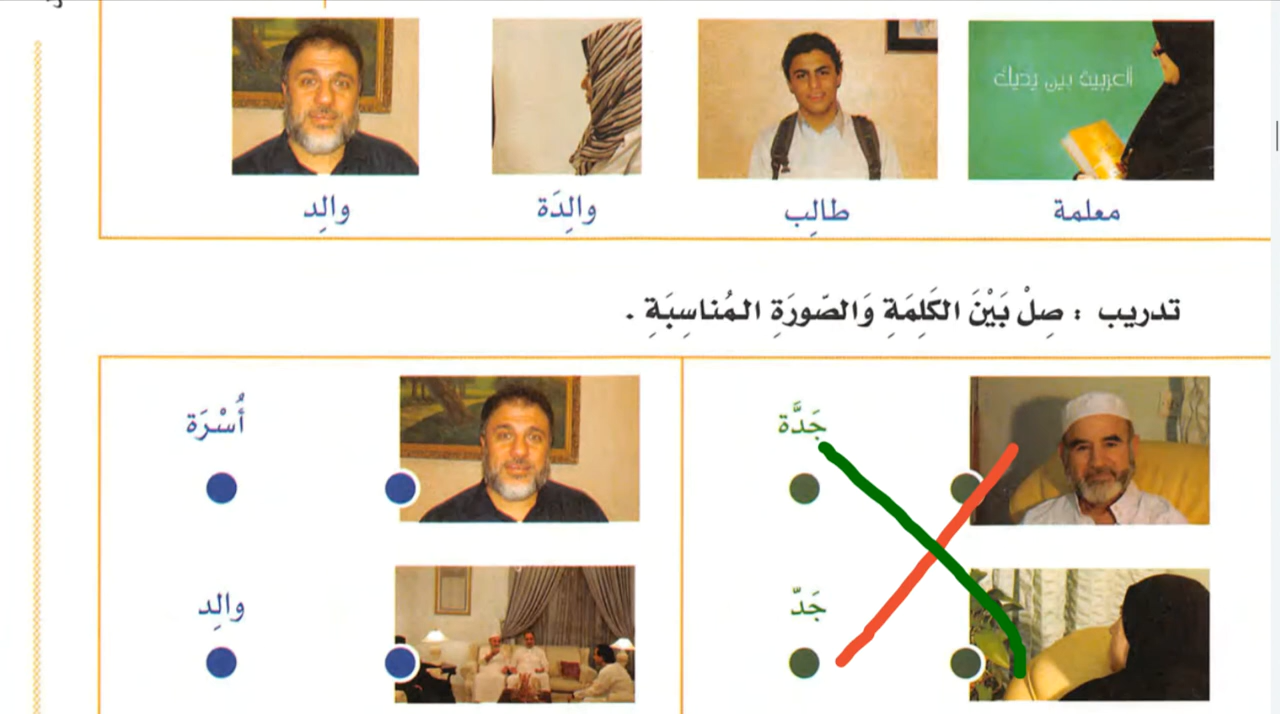 العربية بين يديك
معلمة طالِب والِدَة والِد
تدريب : صِلْ بَيْنَ الكَلِمَةِ وَالصّورَةِ المُناسِبَةِ .
جَدَّة
جَدّ
أُسْرَة
والِد